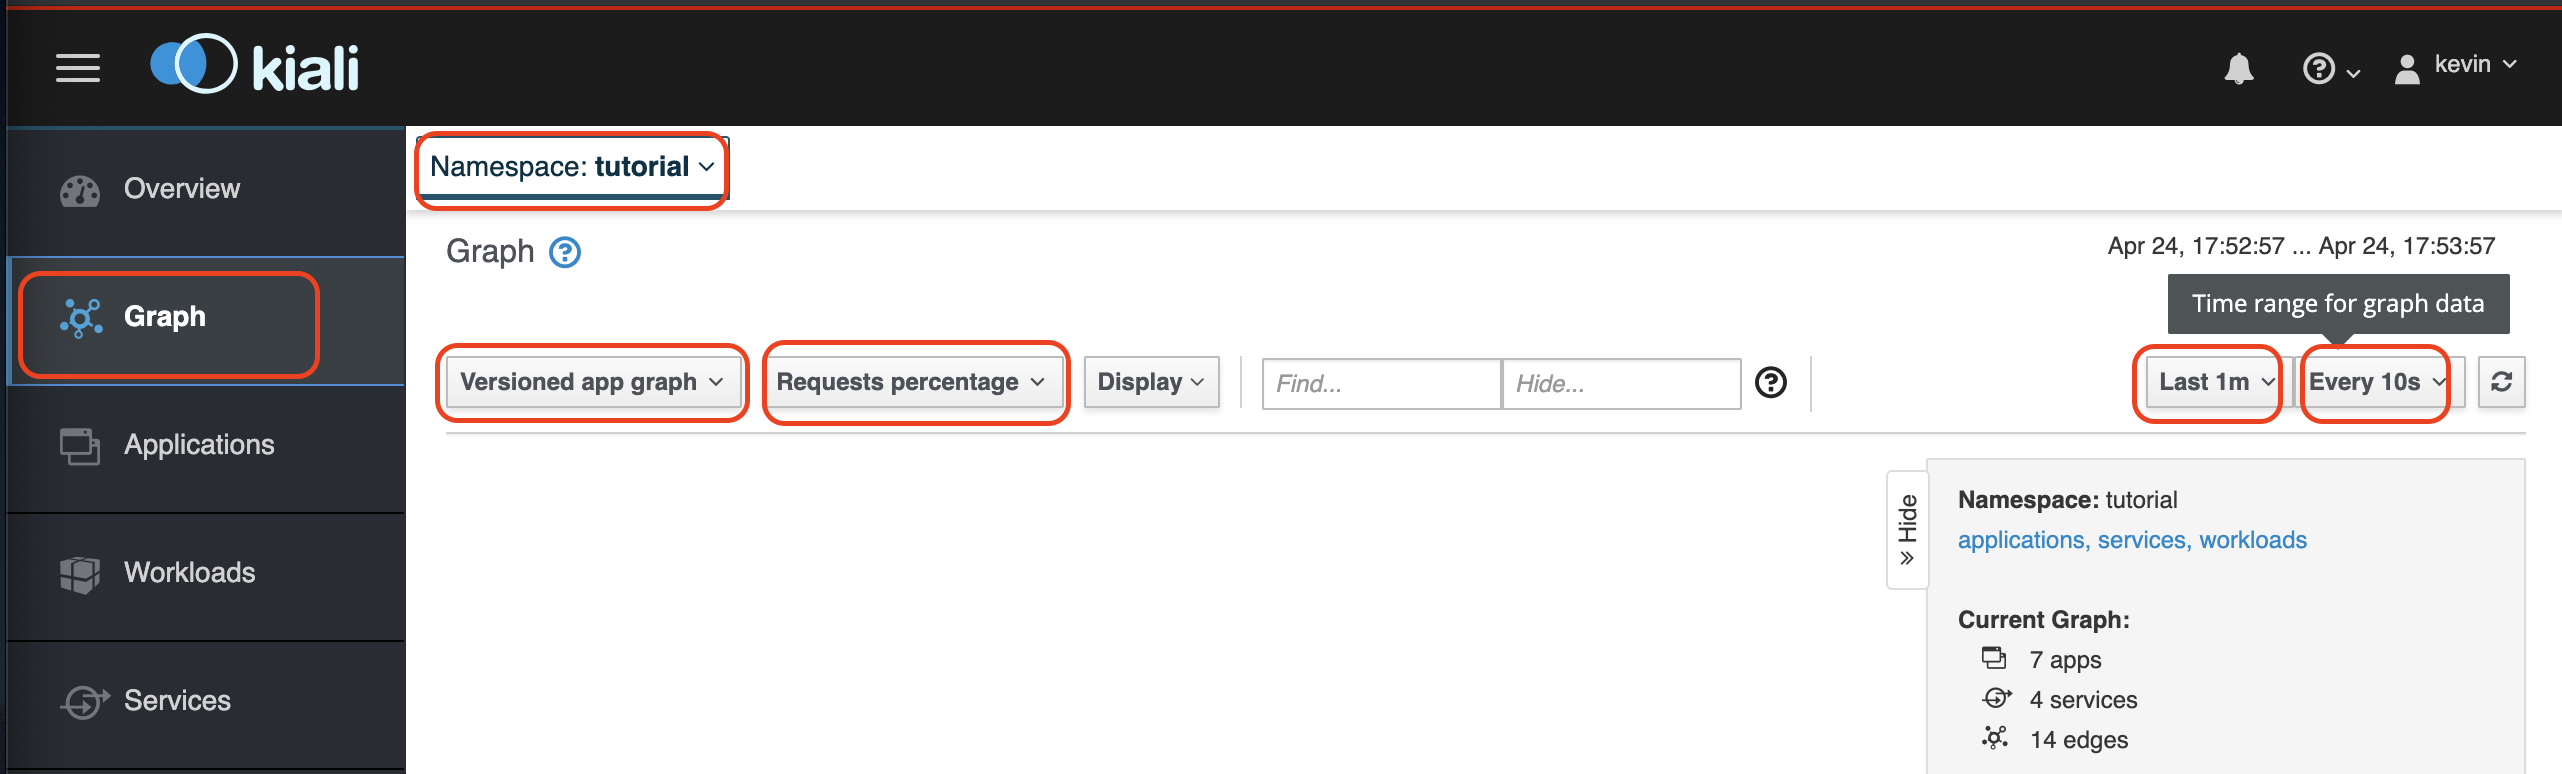 kiali
kevin
Overview
Graph
Applications
Workloads
Services
Namespace: tutorial
Graph ?
Apr 24, 17:52:57 ... Apr 24, 17:53:57
Time range for graph data
Versioned app graph
Requests percentage
Display
Find...
Hide...
Last 1m
Every 10s
Hide
Namespace: tutorial
applications, services, workloads
Current Graph:
7 apps
4 services
14 edges